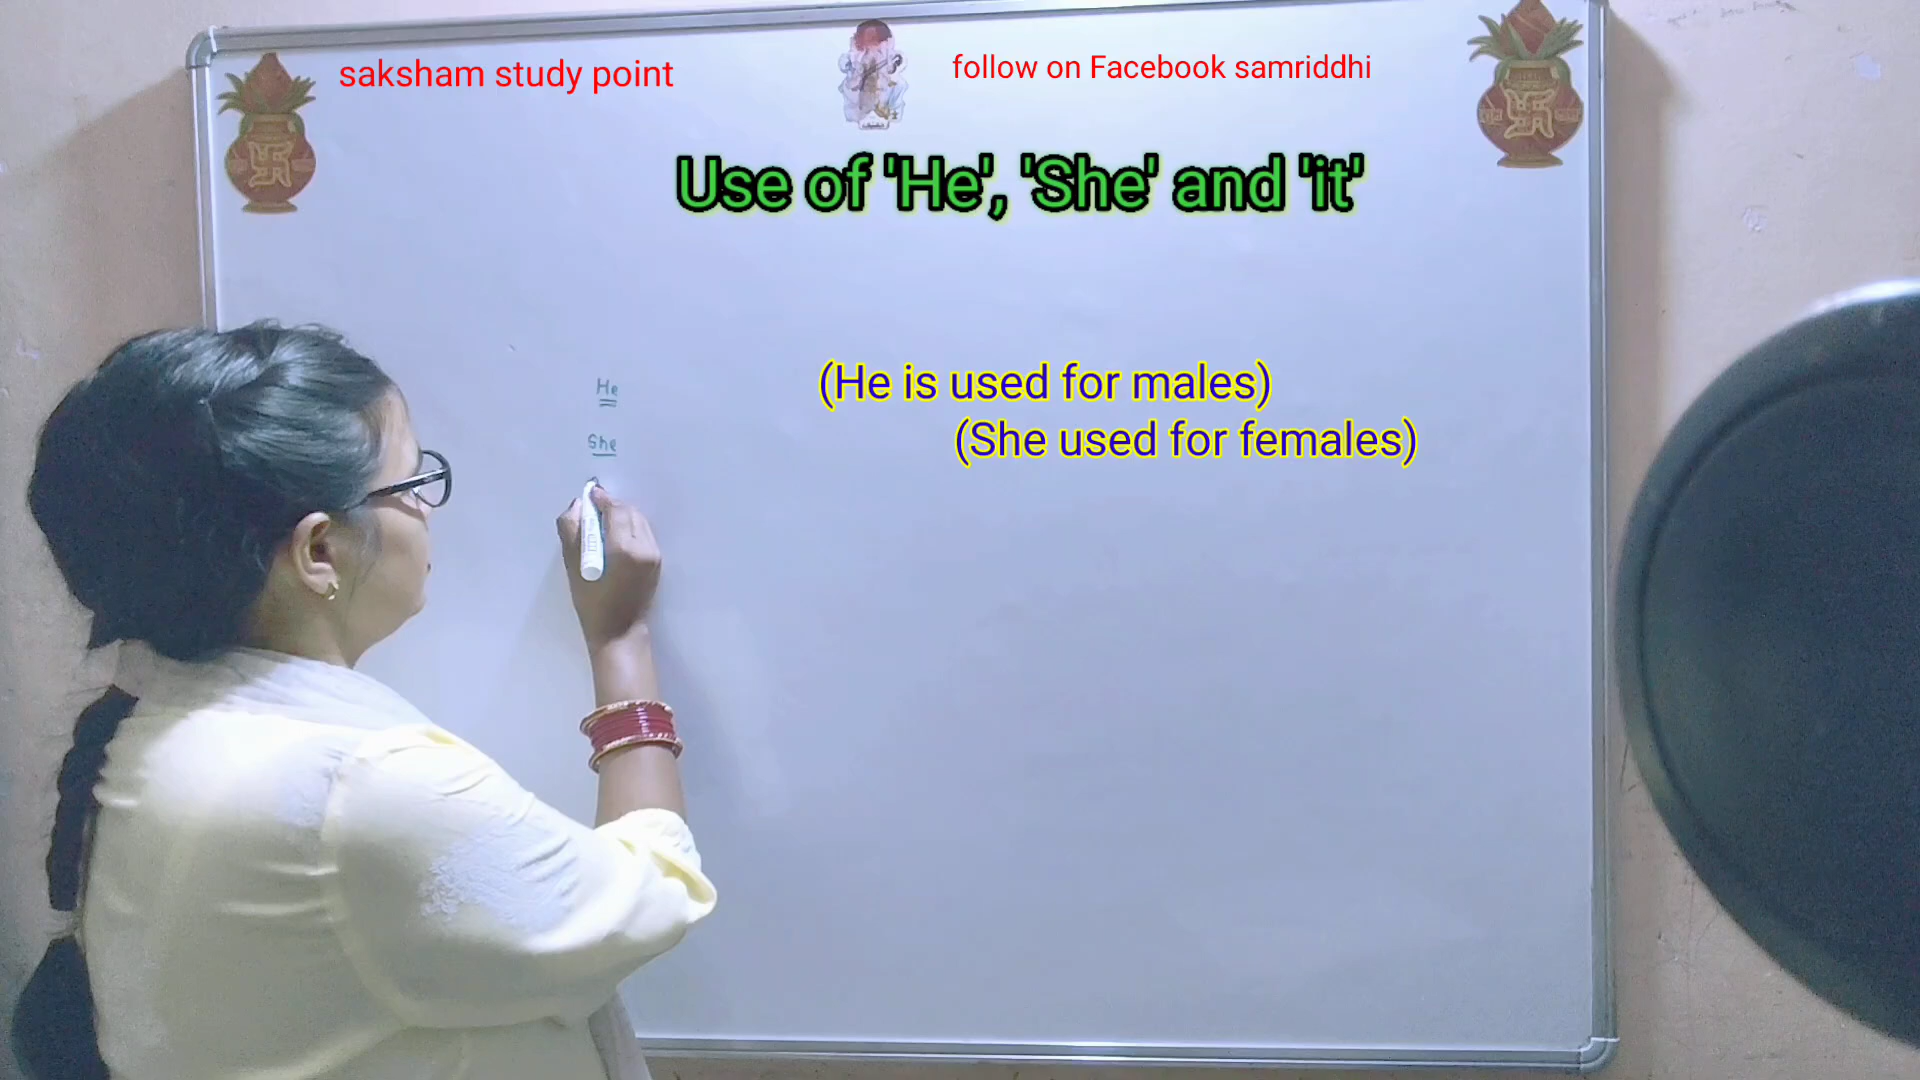 saksham study point
follow on Facebook samriddhi
Use of 'He', 'She' and 'it'
He
(He is used for males)
She
(She used for females)